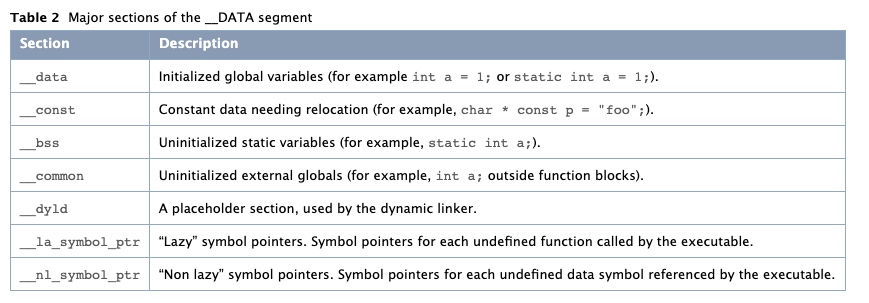 Table 2 Major sections of the __DATA segment
Section Description
__data Initialized global variables (for example int a = 1; or static int a = 1;).
__const Constant data needing relocation (for example, char * const p = "foo";).
__bss Uninitialized static variables (for example, static int a;).
__common Uninitialized external globals (for example, int a; outside function blocks).
__dyld A placeholder section, used by the dynamic linker.
__la_symbol_ptr “Lazy” symbol pointers. Symbol pointers for each undefined function called by the executable.
__nl_symbol_ptr “Non lazy” symbol pointers. Symbol pointers for each undefined data symbol referenced by the executable.